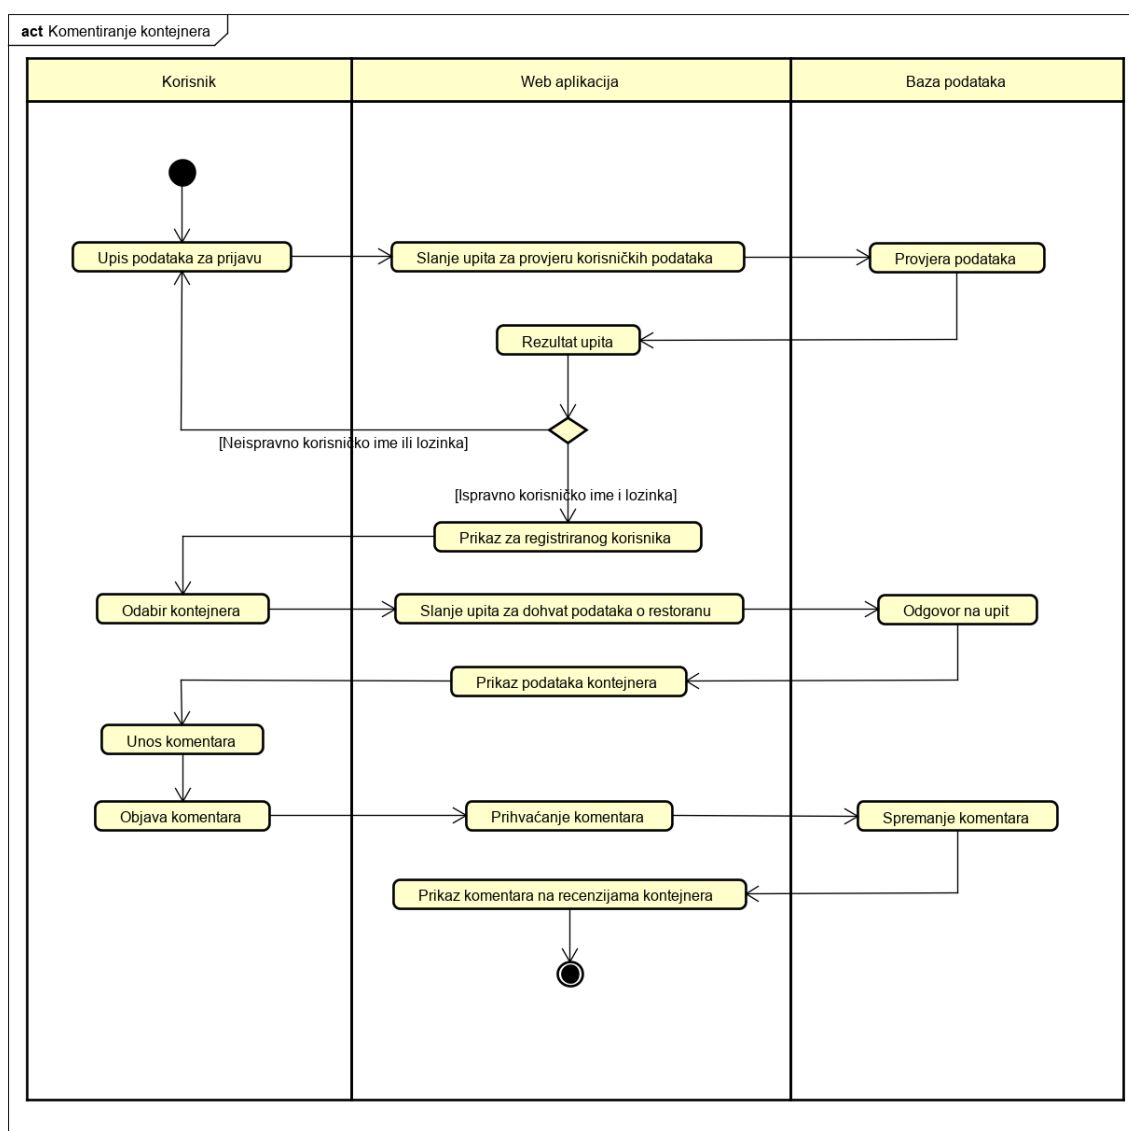 act Komentiranje kontejnera
Korisnik
Web aplikacija
Baza podataka
Upis podataka za prijavu
Slanje upita za provjeru korisničkih podataka
Provjera podataka
Rezultat upita
[Neispravno korisničko ime ili lozinka]
[Ispravno korisničko ime i lozinka]
Prikaz za registriranog korisnika
Odabir kontejnera
Slanje upita za dohvat podataka o restoranu
Odgovor na upit
Prikaz podataka kontejnera
Unos komentara
Objava komentara
Prihvaćanje komentara
Spremanje komentara
Prikaz komentara na recenzijama kontejnera